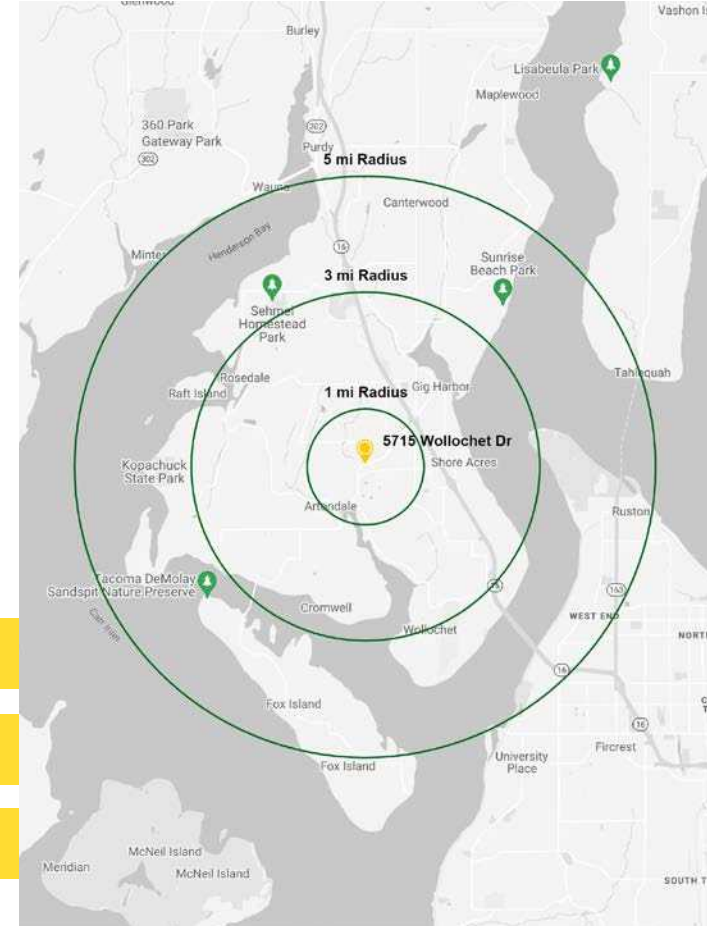 Burley
Vashon
Lisabeula Park
Maplewood
360 Park
Gateway Park
302
302
Purdy
5 mi Radius
Wauna
Canterwood
Henderson Bay
16
Minter
Sunrise
Beach Park
3 mi Radius
Sehmel
Homestead
Park
Tahlequah
Rosedale
Raft Island
1 mi Radius
Gig Harbor
5715 Wollochet Dr
Shore Acres
Kopachuck
State Park
Artondale
Ruston
Tacoma DeMolay
Sandspit Nature Preserve
16
163
Carr Inlet
Cromwell
WEST END
Wollochet
NORT
16
Fox Island
16
Fircrest
University
Place
Fox Island
McNeil Island
Meridian
McNeil Island
SOUTH T